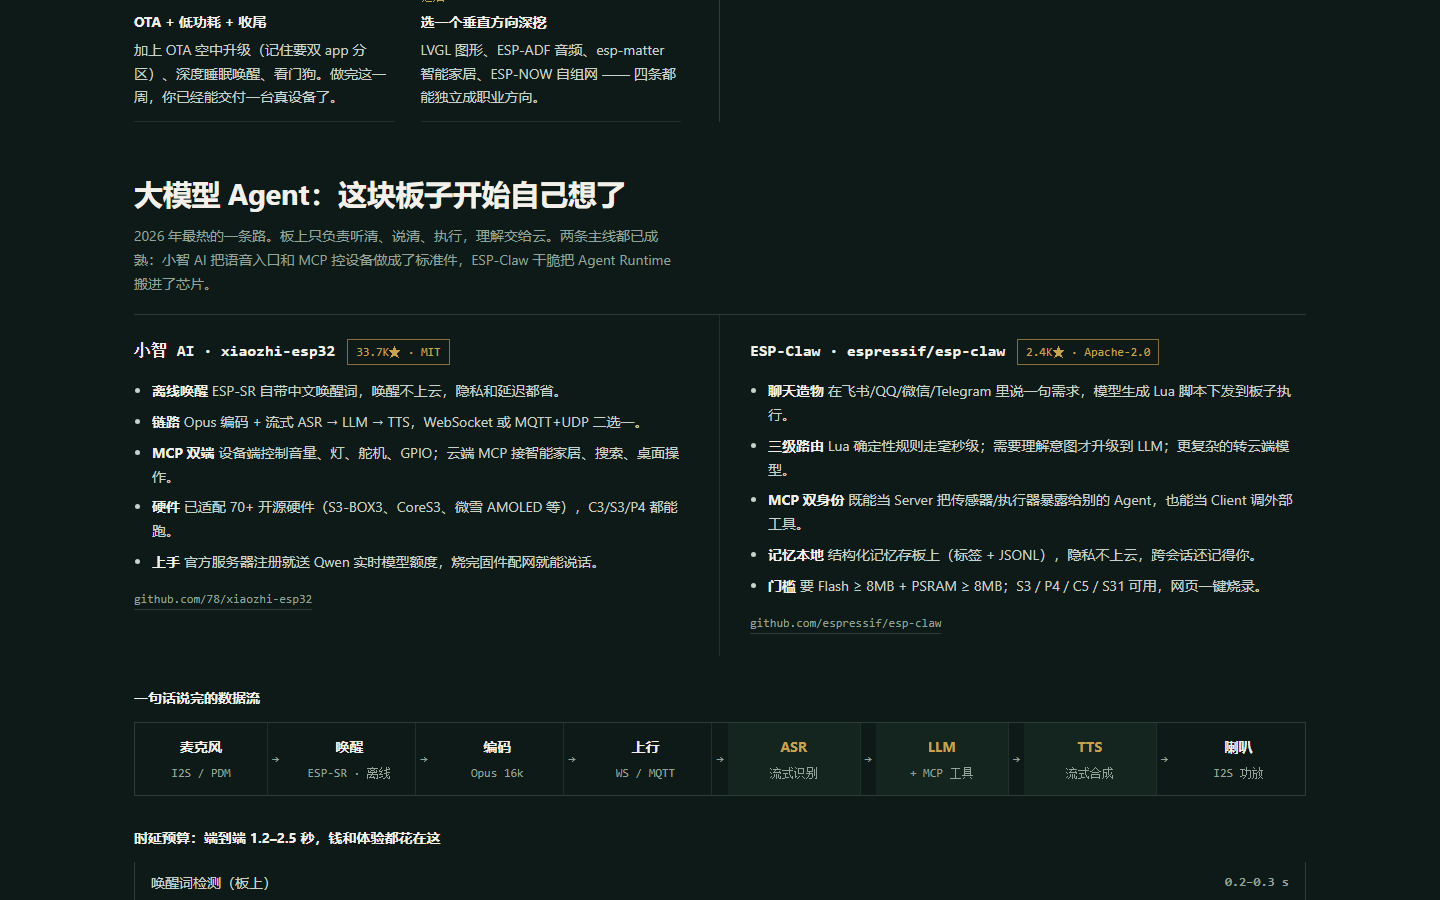 OTA + 低功耗 + 收尾
加上 OTA 空中升级（记住要双 app 分
区）、深度睡眠唤醒、看门狗。做完这一
周，你已经能交付一台真设备了。
选一个垂直方向深挖
LVGL 图形、ESP-ADF 音频、esp-matter
智能家居、ESP-NOW 自组网 —— 四条都
能独立成职业方向。
大模型 Agent：这块板子开始自己想了
2026 年最热的一条路。板上只负责听清、说清、执行，理解交给云。两条主线都已成
熟：小智 AI 把语音入口和 MCP 控设备做成了标准件，ESP-Claw 干脆把 Agent Runtime
搬进了芯片。
小智 AI · xiaozhi-esp32 33.7K★ · MIT
• 离线唤醒 ESP-SR 自带中文唤醒词，唤醒不上云，隐私和延迟都省。
• 链路 Opus 编码 + 流式 ASR → LLM → TTS，WebSocket 或 MQTT+UDP 二选一。
• MCP 双端 设备端控制音量、灯、舵机、GPIO；云端 MCP 接智能家居、搜索、桌面操
作。
• 硬件 已适配 70+ 开源硬件（S3-BOX3、CoreS3、微雪 AMOLED 等），C3/S3/P4 都能
跑。
• 上手 官方服务器注册就送 Qwen 实时模型额度，烧完固件配网就能说话。
github.com/78/xiaozhi-esp32
ESP-Claw · espressif/esp-claw 2.4K★ · Apache-2.0
• 聊天造物 在飞书/QQ/微信/Telegram 里说一句需求，模型生成 Lua 脚本下发到板子执
行。
• 三级路由 Lua 确定性规则走毫秒级；需要理解意图才升级到 LLM；更复杂的转云端模
型。
• MCP 双身份 既能当 Server 把传感器/执行器暴露给别的 Agent，也能当 Client 调外部
工具。
• 记忆本地 结构化记忆存板上（标签 + JSONL），隐私不上云，跨会话还记得你。
• 门槛 要 Flash ≥ 8MB + PSRAM ≥ 8MB；S3 / P4 / C5 / S31 可用，网页一键烧录。
github.com/espressif/esp-claw
一句话说完的数据流
麦克风 → 唤醒 → 编码 → 上行 → ASR → LLM → TTS → 喇叭
I2S / PDM ESP-SR · 离线 Opus 16k WS / MQTT 流式识别 + MCP 工具 流式合成 I2S 功放
时延预算：端到端 1.2–2.5 秒，钱和体验都花在这
唤醒词检测（板上） 0.2–0.3 s